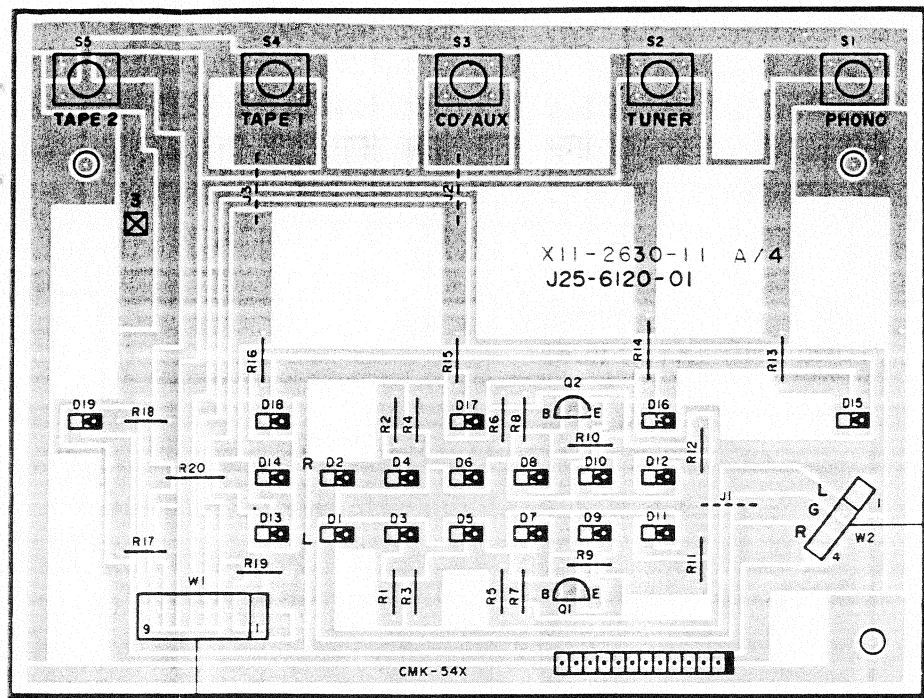 S5 S4 S3 S2 S1
TAPE 2 TAPE 1 CD/AUX TUNER PHONO
J3 J2
X11-2630-11 A/4
J25-6120-01
R16 R15 R14 R13
Q2
D19 R18 D18 R2 R4 D17 R6 R8 B E D16 D15
R10 R12
R20 D14 R D2 D4 D6 D8 D10 D12
J1
L
G
R
1
4
W2
D13 L D1 D3 D5 D7 D9 D11
R17 R19 R9 R11
W1
R1 R3 R5 R7 B E
Q1
9 1
CMK-54X